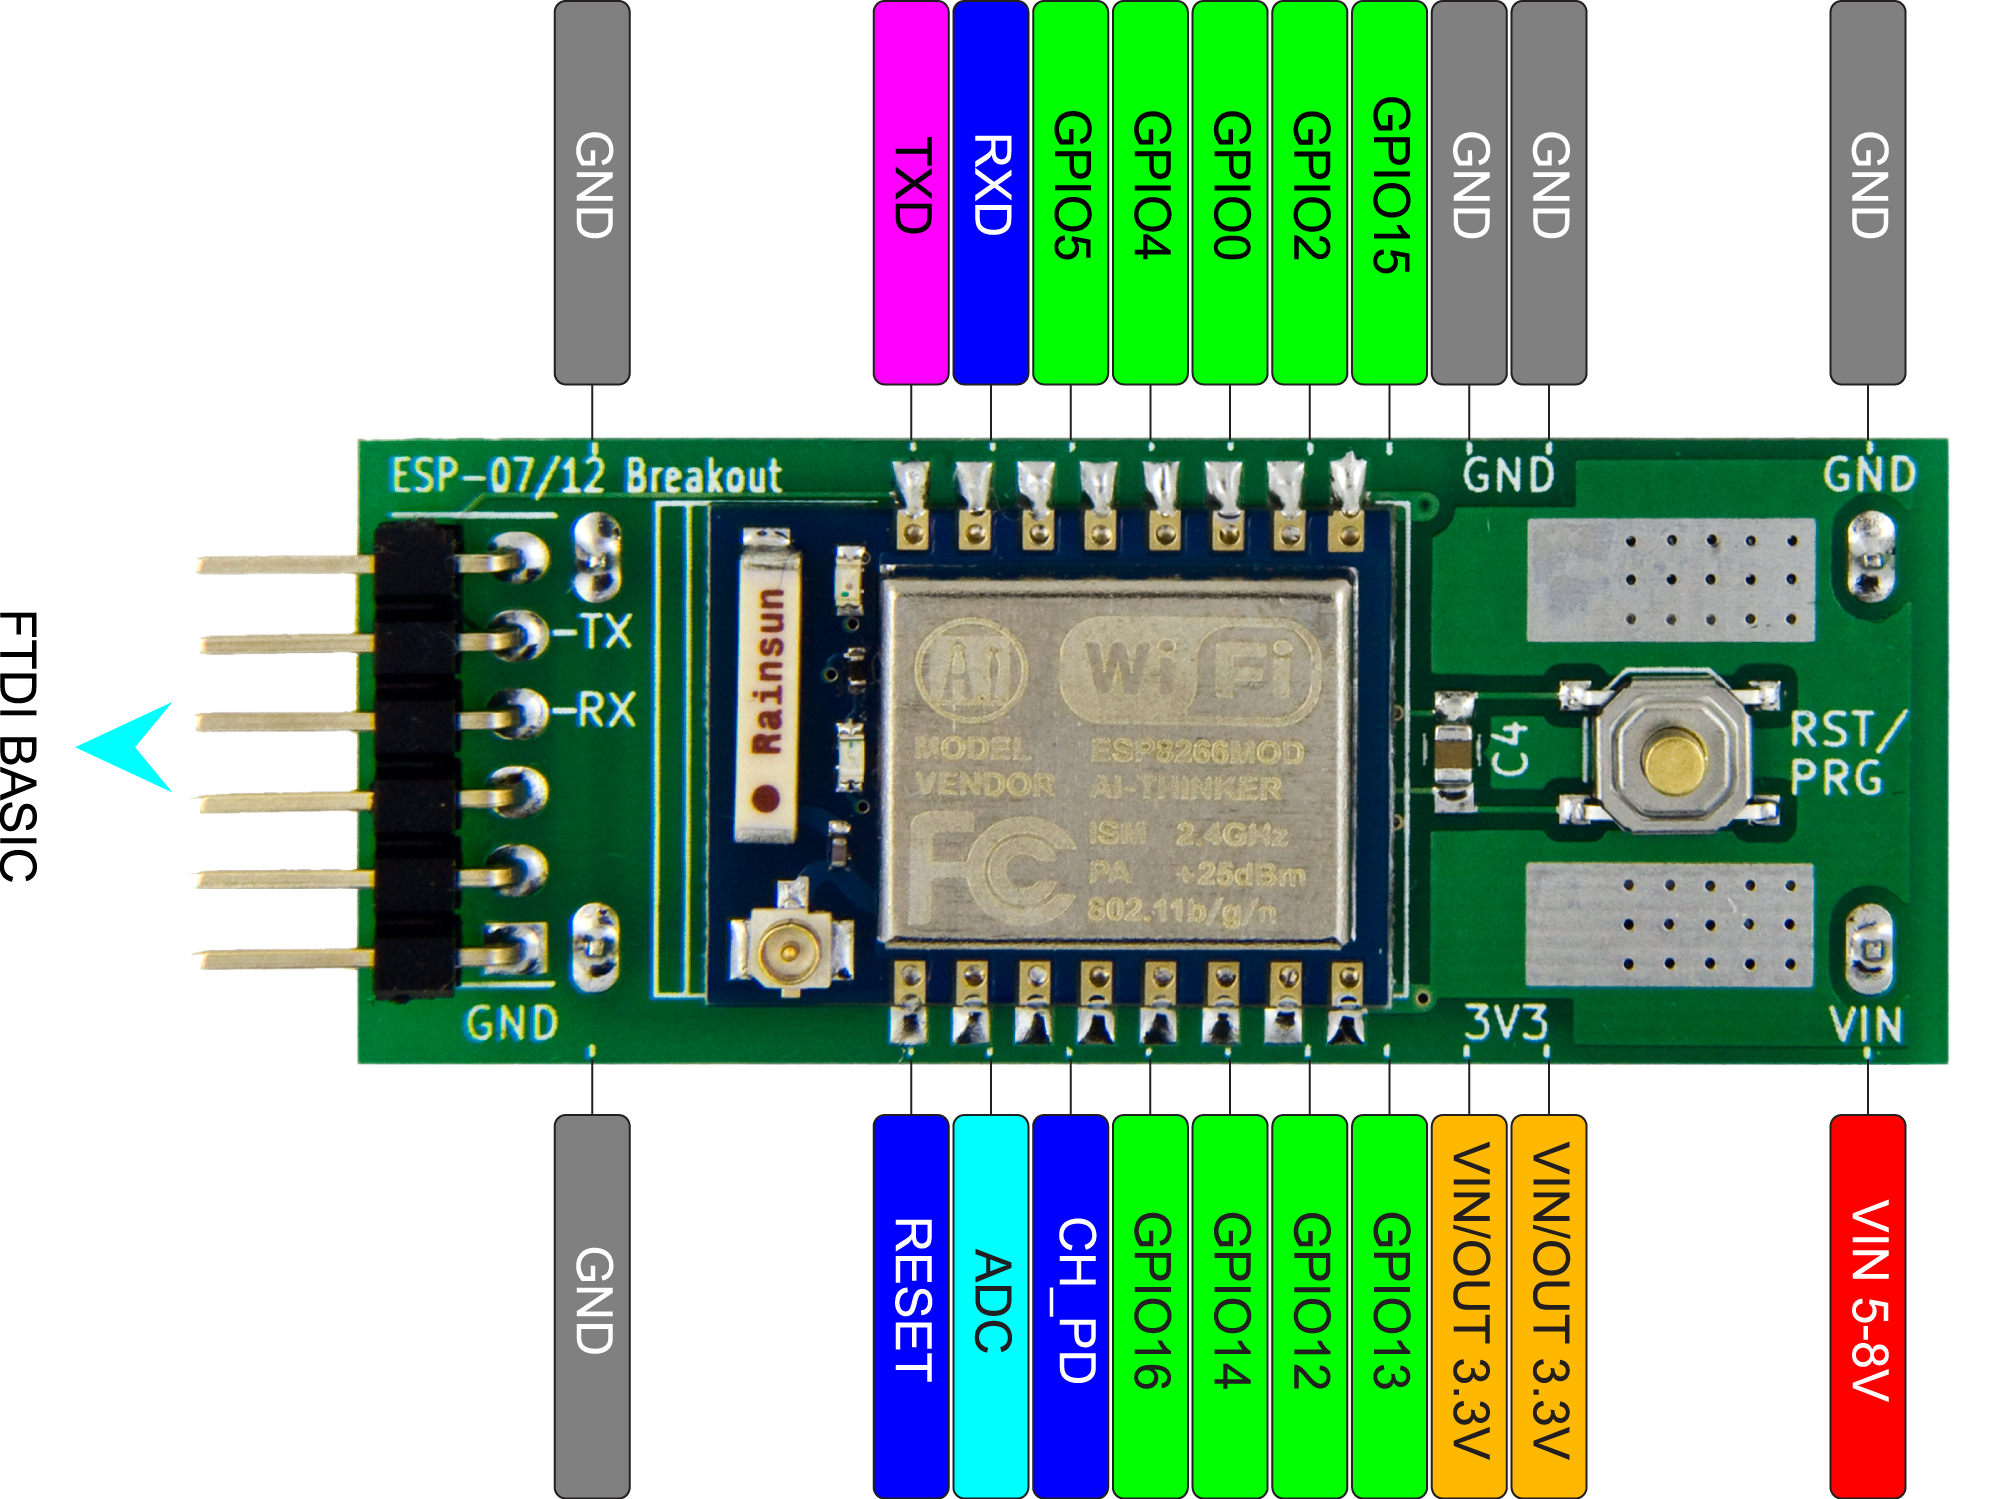 GND
TXD
RXD
GPIO5
GPIO4
GPIO0
GPIO2
GPIO15
GND
GND
GND
ESP-07/12 Breakout
GND
GND
-TX
-RX
GND
Rainsun
AI
WiFi
MODEL ESP8266MOD
VENDOR AI-THINKER
FC
ISM 2.4GHz
PA +25dBm
802.11b/g/n
C4
RST/
PRG
3V3
VIN
FTDI BASIC
GND
RESET
ADC
CH_PD
GPIO16
GPIO14
GPIO12
GPIO13
VIN/OUT 3.3V
VIN/OUT 3.3V
VIN 5-8V